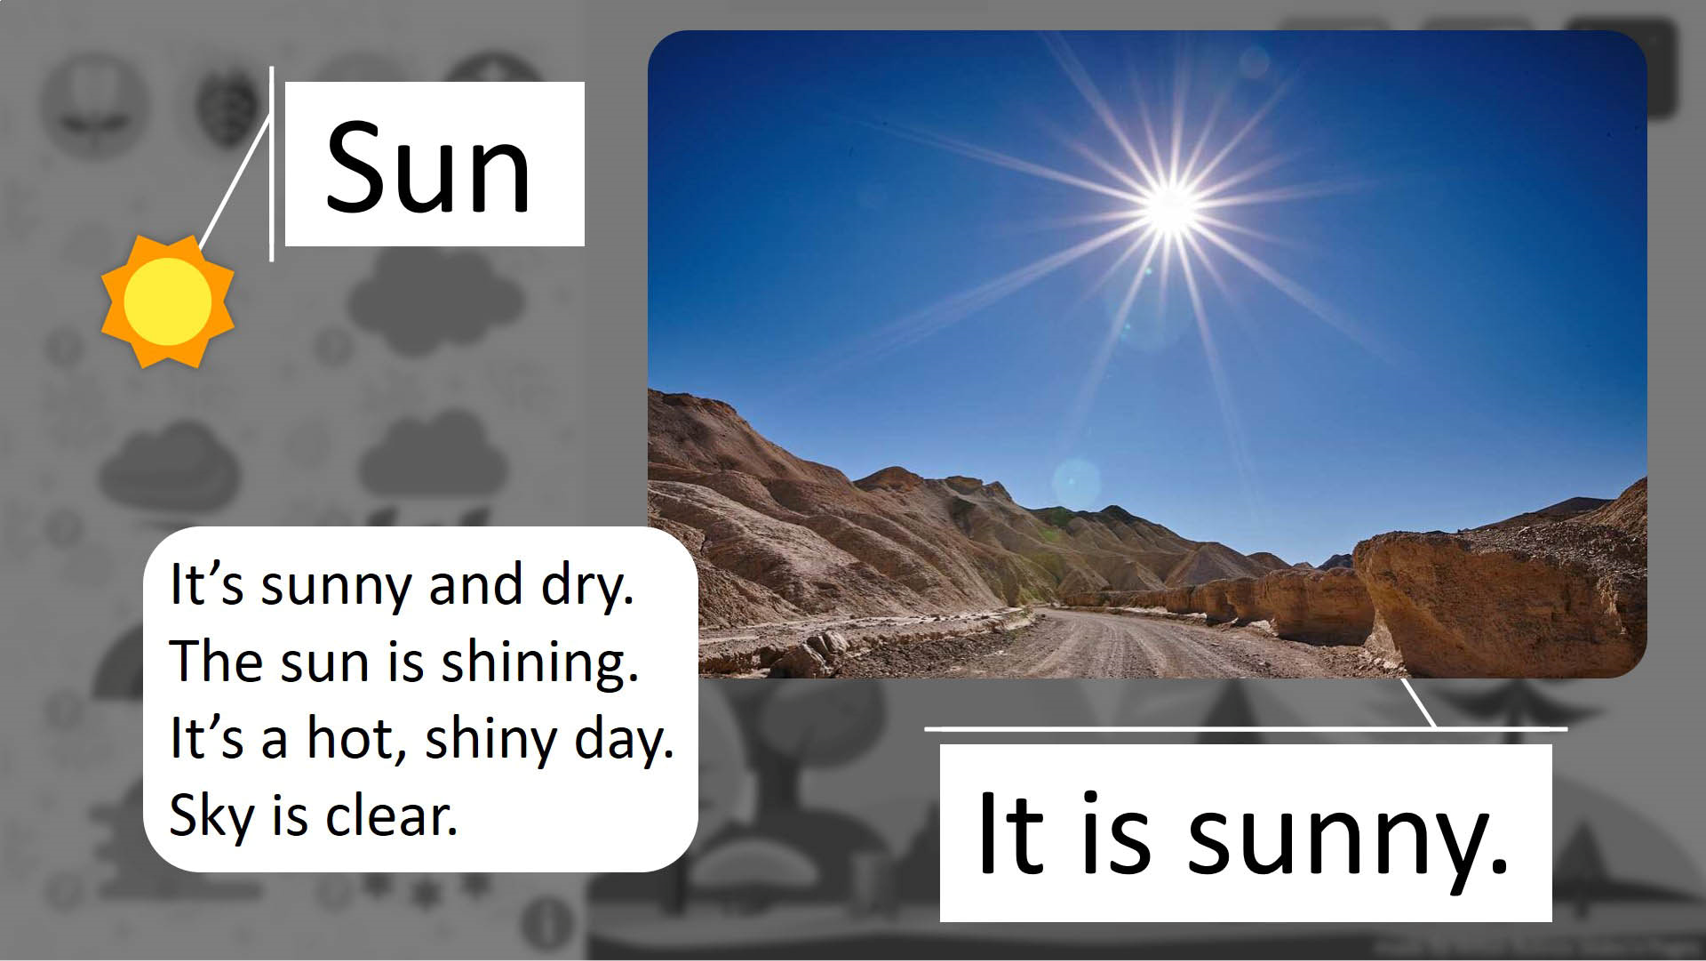 Sun
It’s sunny and dry.
The sun is shining.
It’s a hot, shiny day.
Sky is clear.
It is sunny.